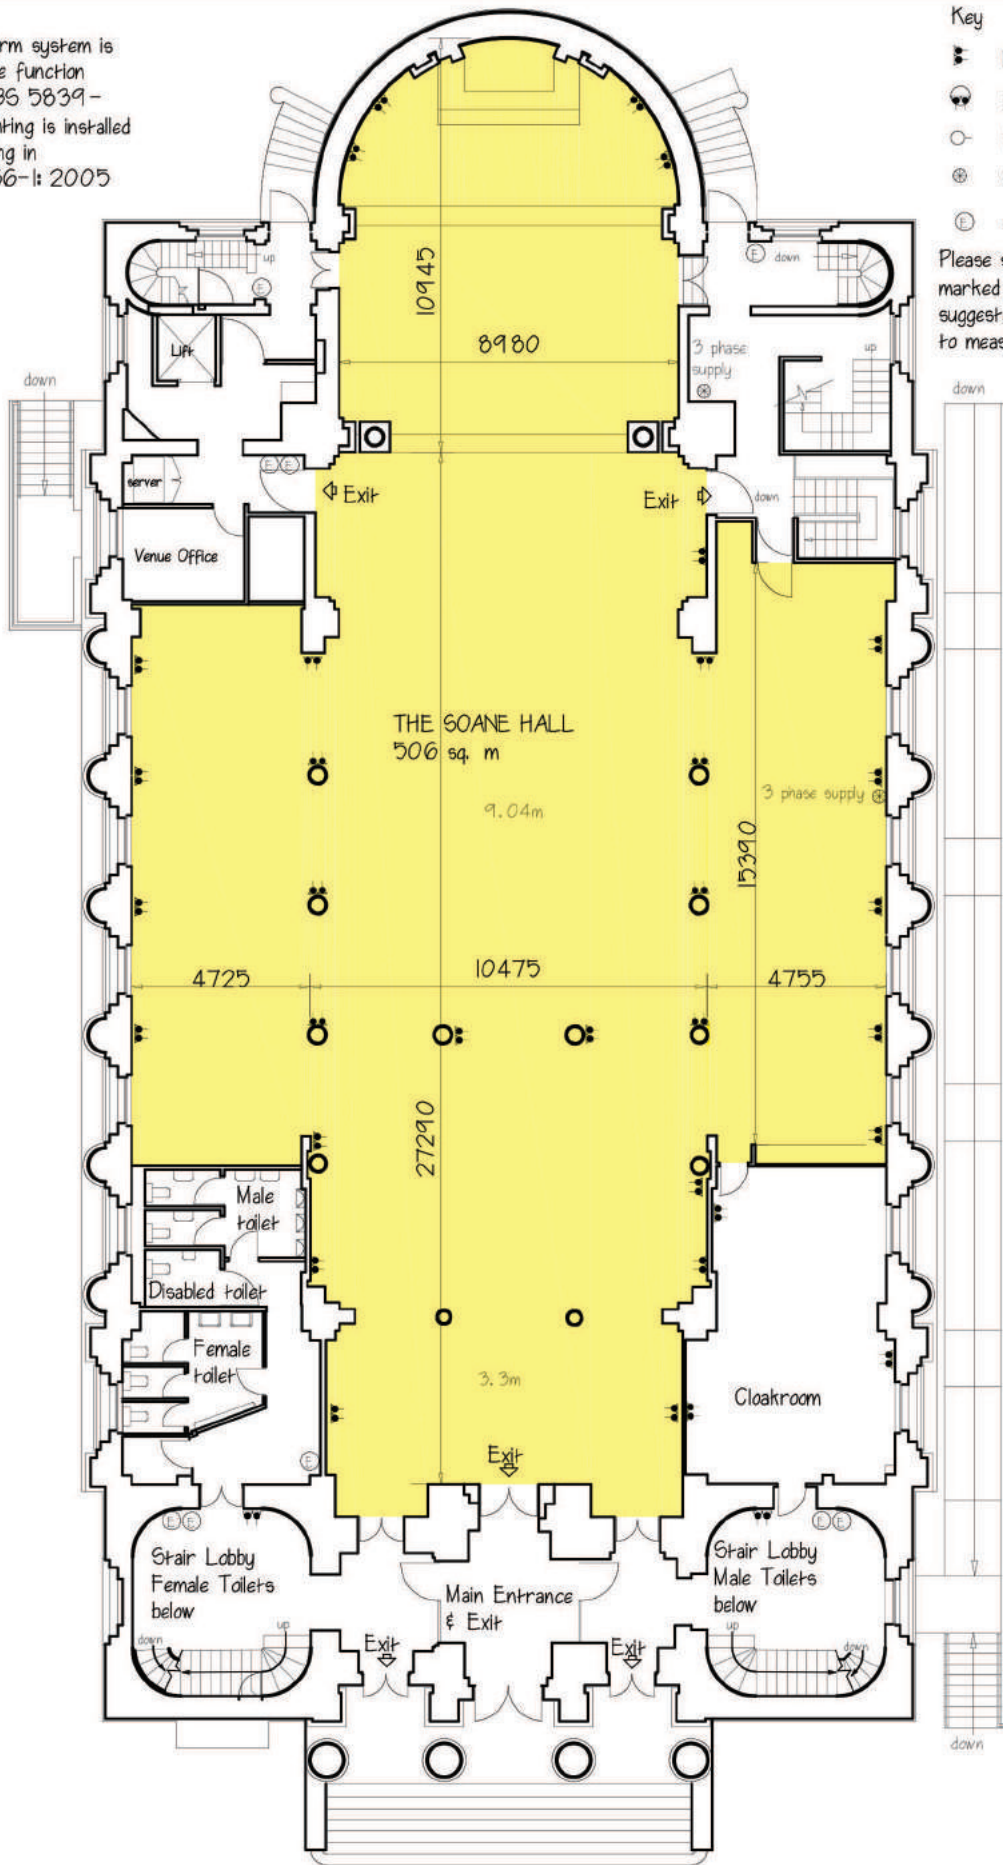 rm system is
e function
BS 5839-
nting is installed
ng in
66-1: 2005
Key
E
Please
marked
suggest
to meas
up
E
E
down
10945
Lift
8980
3 phase
supply
up
down
down
server
E E
Exit
Exit
down
Venue Office
THE SOANE HALL
506 sq. m
9.04m
3 phase supply
15390
4725
10475
4755
27290
Male
toilet
Disabled toilet
Female
toilet
3.3m
Cloakroom
Exit
E
E E
E E
Stair Lobby
Female Toilets
below
Main Entrance
& Exit
Stair Lobby
Male Toilets
below
down
up
Exit
Exit
up
down
down